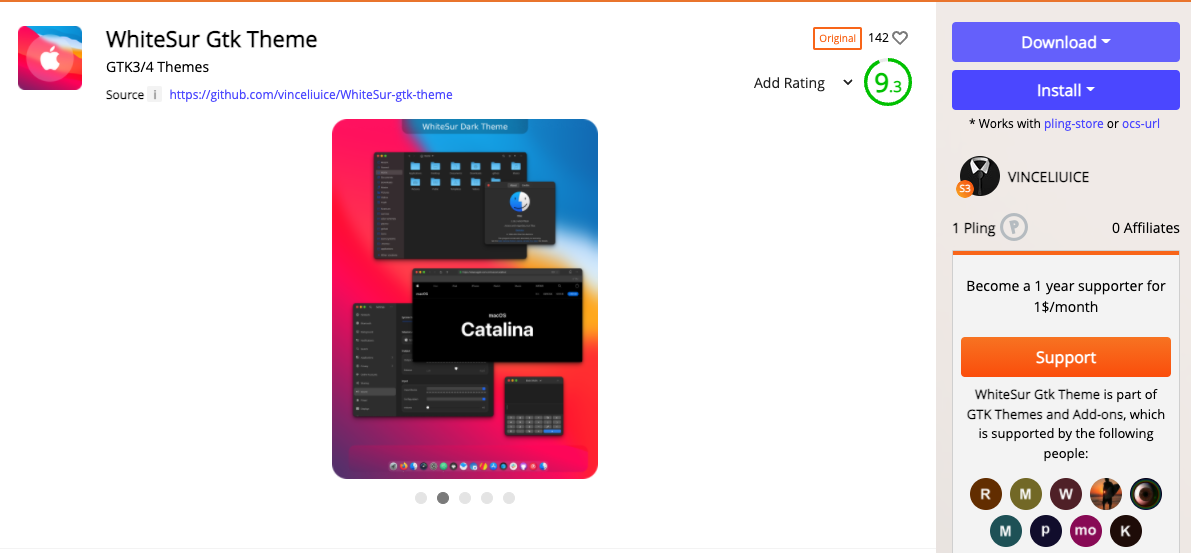 WhiteSur Gtk Theme
GTK3/4 Themes
Source i https://github.com/vinceliuice/WhiteSur-gtk-theme
Original 142
Add Rating 9.3
WhiteSur Dark Theme
macOS
macOS
Catalina
Download
Install
* Works with pling-store or ocs-url
S3
VINCELIUICE
1 Pling P 0 Affiliates
Become a 1 year supporter for
1$/month
Support
WhiteSur Gtk Theme is part of
GTK Themes and Add-ons, which
is supported by the following
people:
R M W
M p mo K